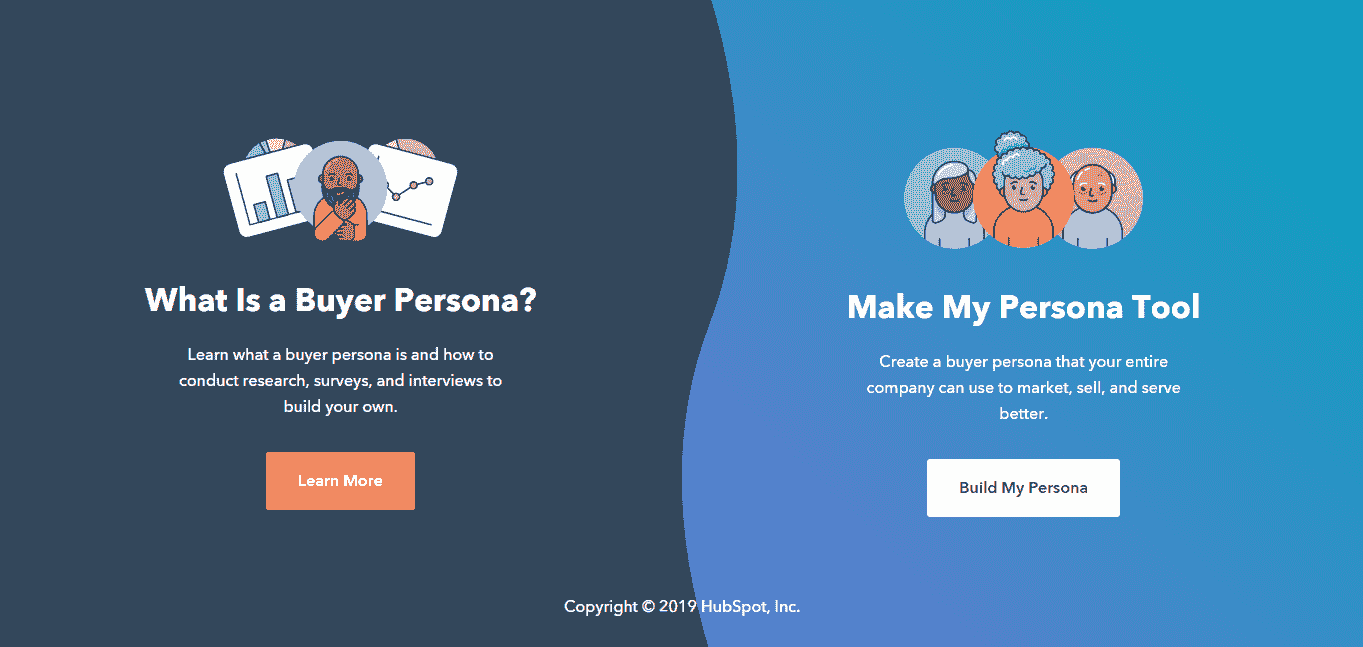 What Is a Buyer Persona?
Learn what a buyer persona is and how to
conduct research, surveys, and interviews to
build your own.
Learn More
Make My Persona Tool
Create a buyer persona that your entire
company can use to market, sell, and serve
better.
Build My Persona
Copyright © 2019 HubSpot, Inc.